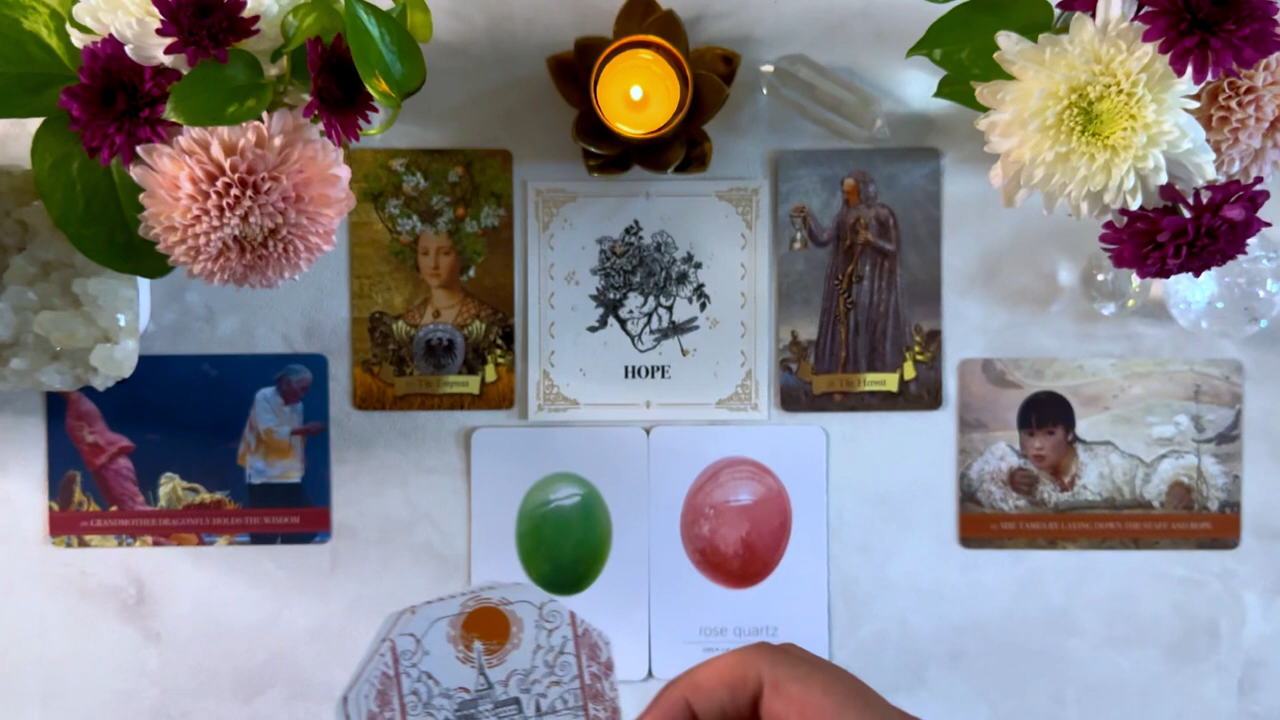 The Empress
HOPE
The Hermit
GRANDMOTHER DRAGONFLY HOLDS THE WISDOM
SHE TAMES BY LAYING DOWN THE STAFF AND ROPE
rose quartz